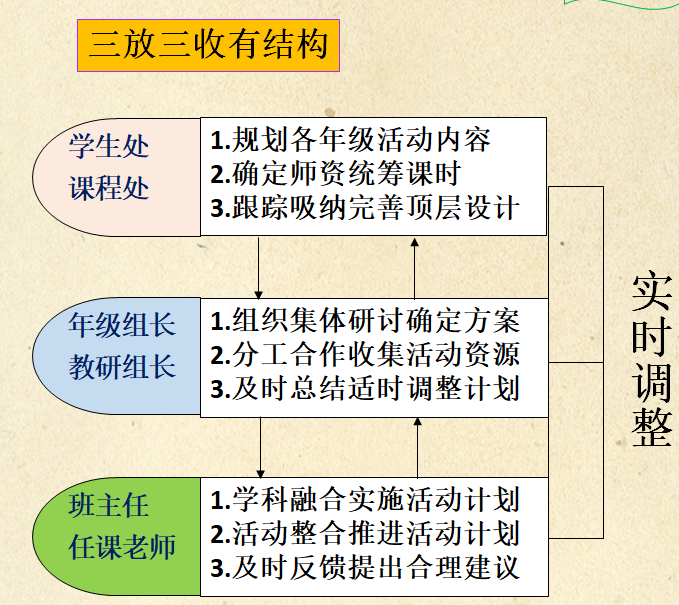 三放三收有结构
学生处
课程处
1.规划各年级活动内容
2.确定师资统筹课时
3.跟踪吸纳完善顶层设计
年级组长
教研组长
1.组织集体研讨确定方案
2.分工合作收集活动资源
3.及时总结适时调整计划
班主任
任课老师
1.学科融合实施活动计划
2.活动整合推进活动计划
3.及时反馈提出合理建议
实时调整